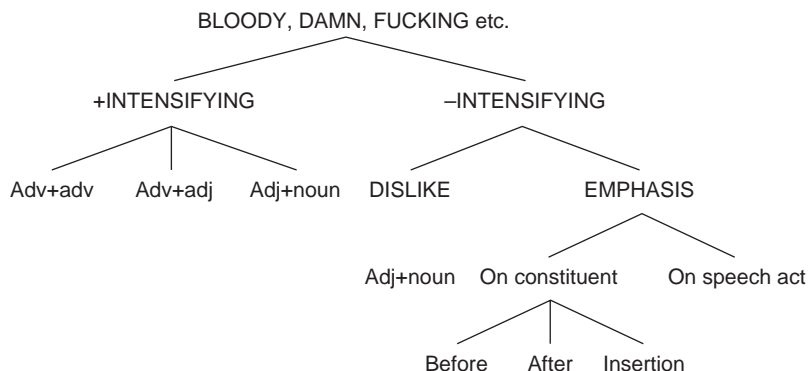 BLOODY, DAMN, FUCKING etc.
+INTENSIFYING –INTENSIFYING
Adv+adv Adv+adj Adj+noun DISLIKE EMPHASIS
Adj+noun On constituent On speech act
Before After Insertion